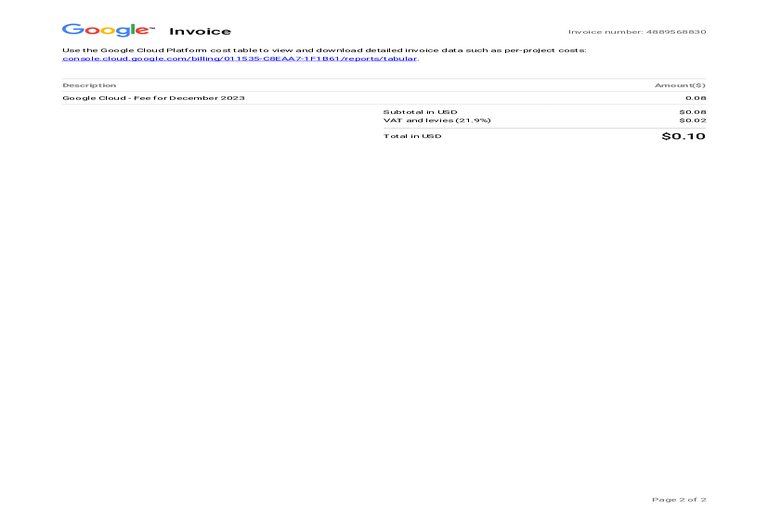 Google™ Invoice Invoice number: 4889568830
Use the Google Cloud Platform cost table to view and download detailed invoice data such as per-project costs:
console.cloud.google.com/billing/011535-C8EAA7-1F1B61/reports/tabular.
Description Amount($)
Google Cloud - Fee for December 2023 0.08
Subtotal in USD $0.08
VAT and levies (21.9%) $0.02
Total in USD $0.10
Page 2 of 2